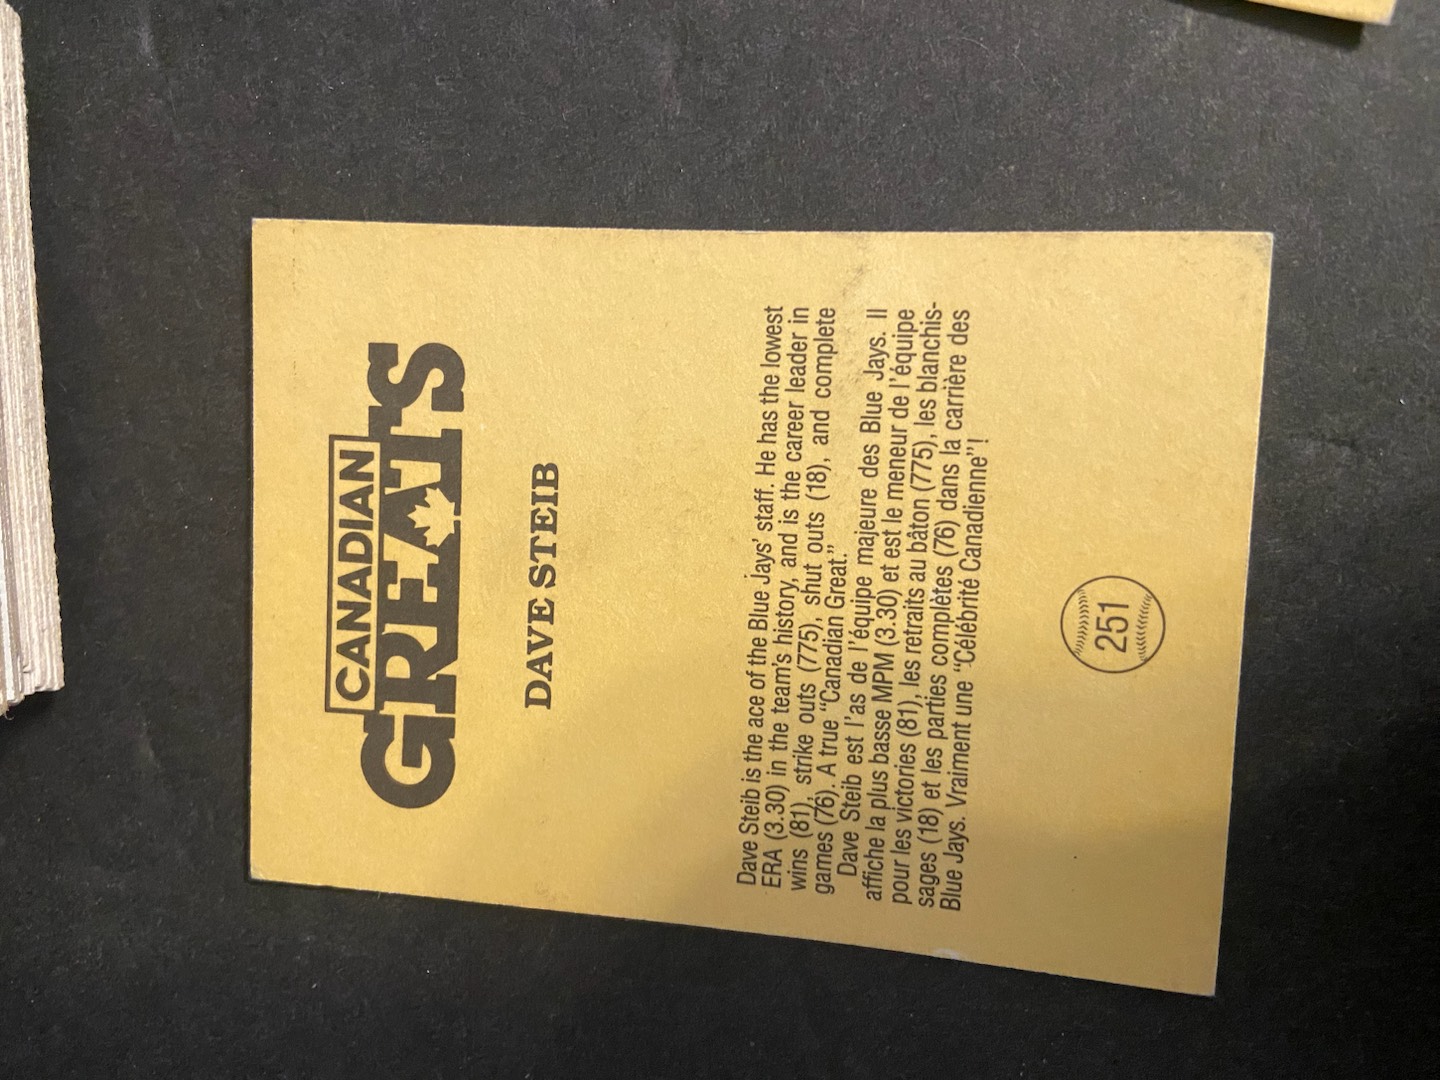 CANADIAN
GREATS
DAVE STEIB
Dave Steib is the ace of the Blue Jays' staff. He has the lowest
ERA (3.30) in the team's history, and is the career leader in
wins (81), strike outs (775), shut outs (18), and complete
games (76). A true “Canadian Great.”
Dave Steib est l'as de l'équipe majeure des Blue Jays. Il
affiche la plus basse MPM (3.30) et est le meneur de l'équipe
pour les victories (81), les retraits au bâton (775), les blanchis-
sages (18) et les parties complètes (76) dans la carrière des
Blue Jays. Vraiment une “Célébrité Canadienne”!
251